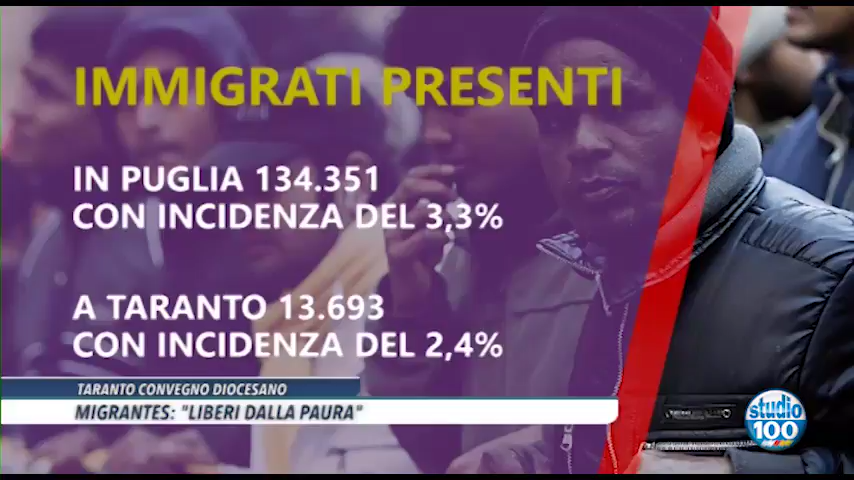 IMMIGRATI PRESENTI
IN PUGLIA 134.351
CON INCIDENZA DEL 3,3%
A TARANTO 13.693
CON INCIDENZA DEL 2,4%
TARANTO CONVEGNO DIOCESANO
MIGRANTES: "LIBERI DALLA PAURA"
studio
100